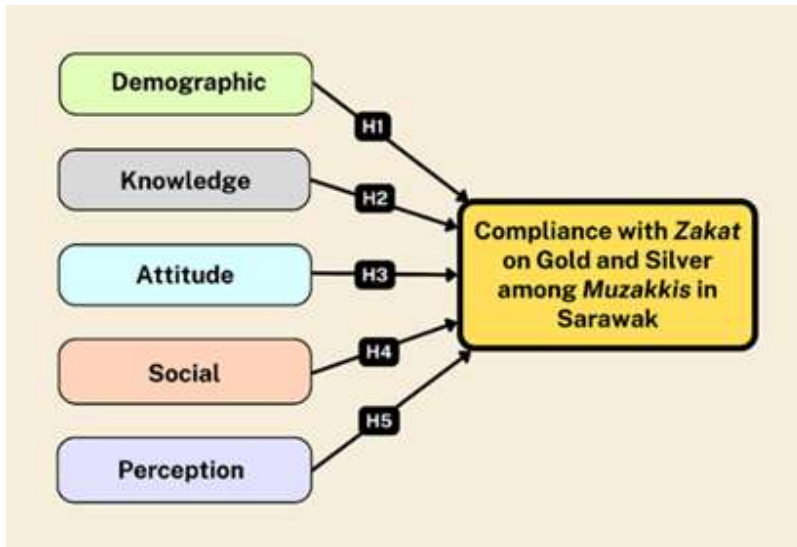 Demographic
H1
Knowledge
H2
Attitude
H3
Social
H4
Perception
H5
Compliance with Zakat
on Gold and Silver
among Muzakkis in
Sarawak